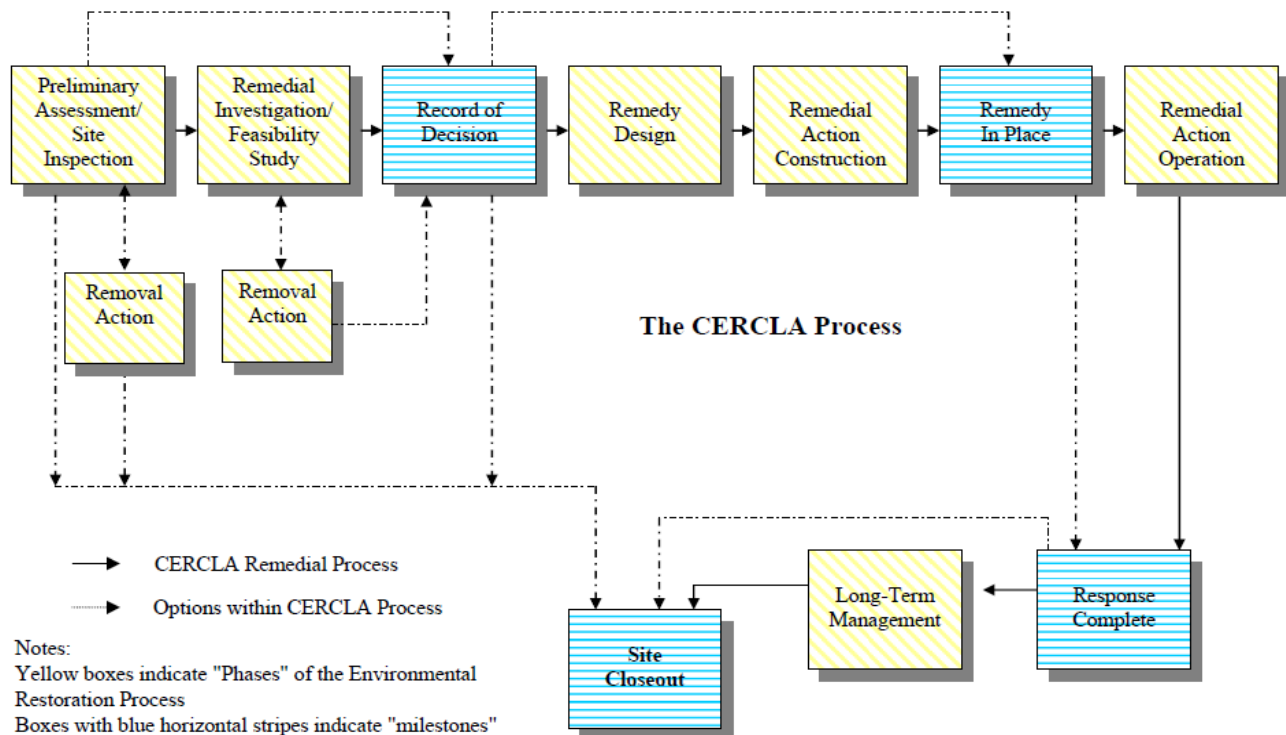 Preliminary
Assessment/
Site
Inspection
Remedial
Investigation/
Feasibility
Study
Record of
Decision
Remedy
Design
Remedial
Action
Construction
Remedy
In Place
Remedial
Action
Operation
Removal
Action
Removal
Action
The CERCLA Process
CERCLA Remedial Process
Options within CERCLA Process
Long-Term
Management
Response
Complete
Site
Closeout
Notes:
Yellow boxes indicate "Phases" of the Environmental
Restoration Process
Boxes with blue horizontal stripes indicate "milestones"